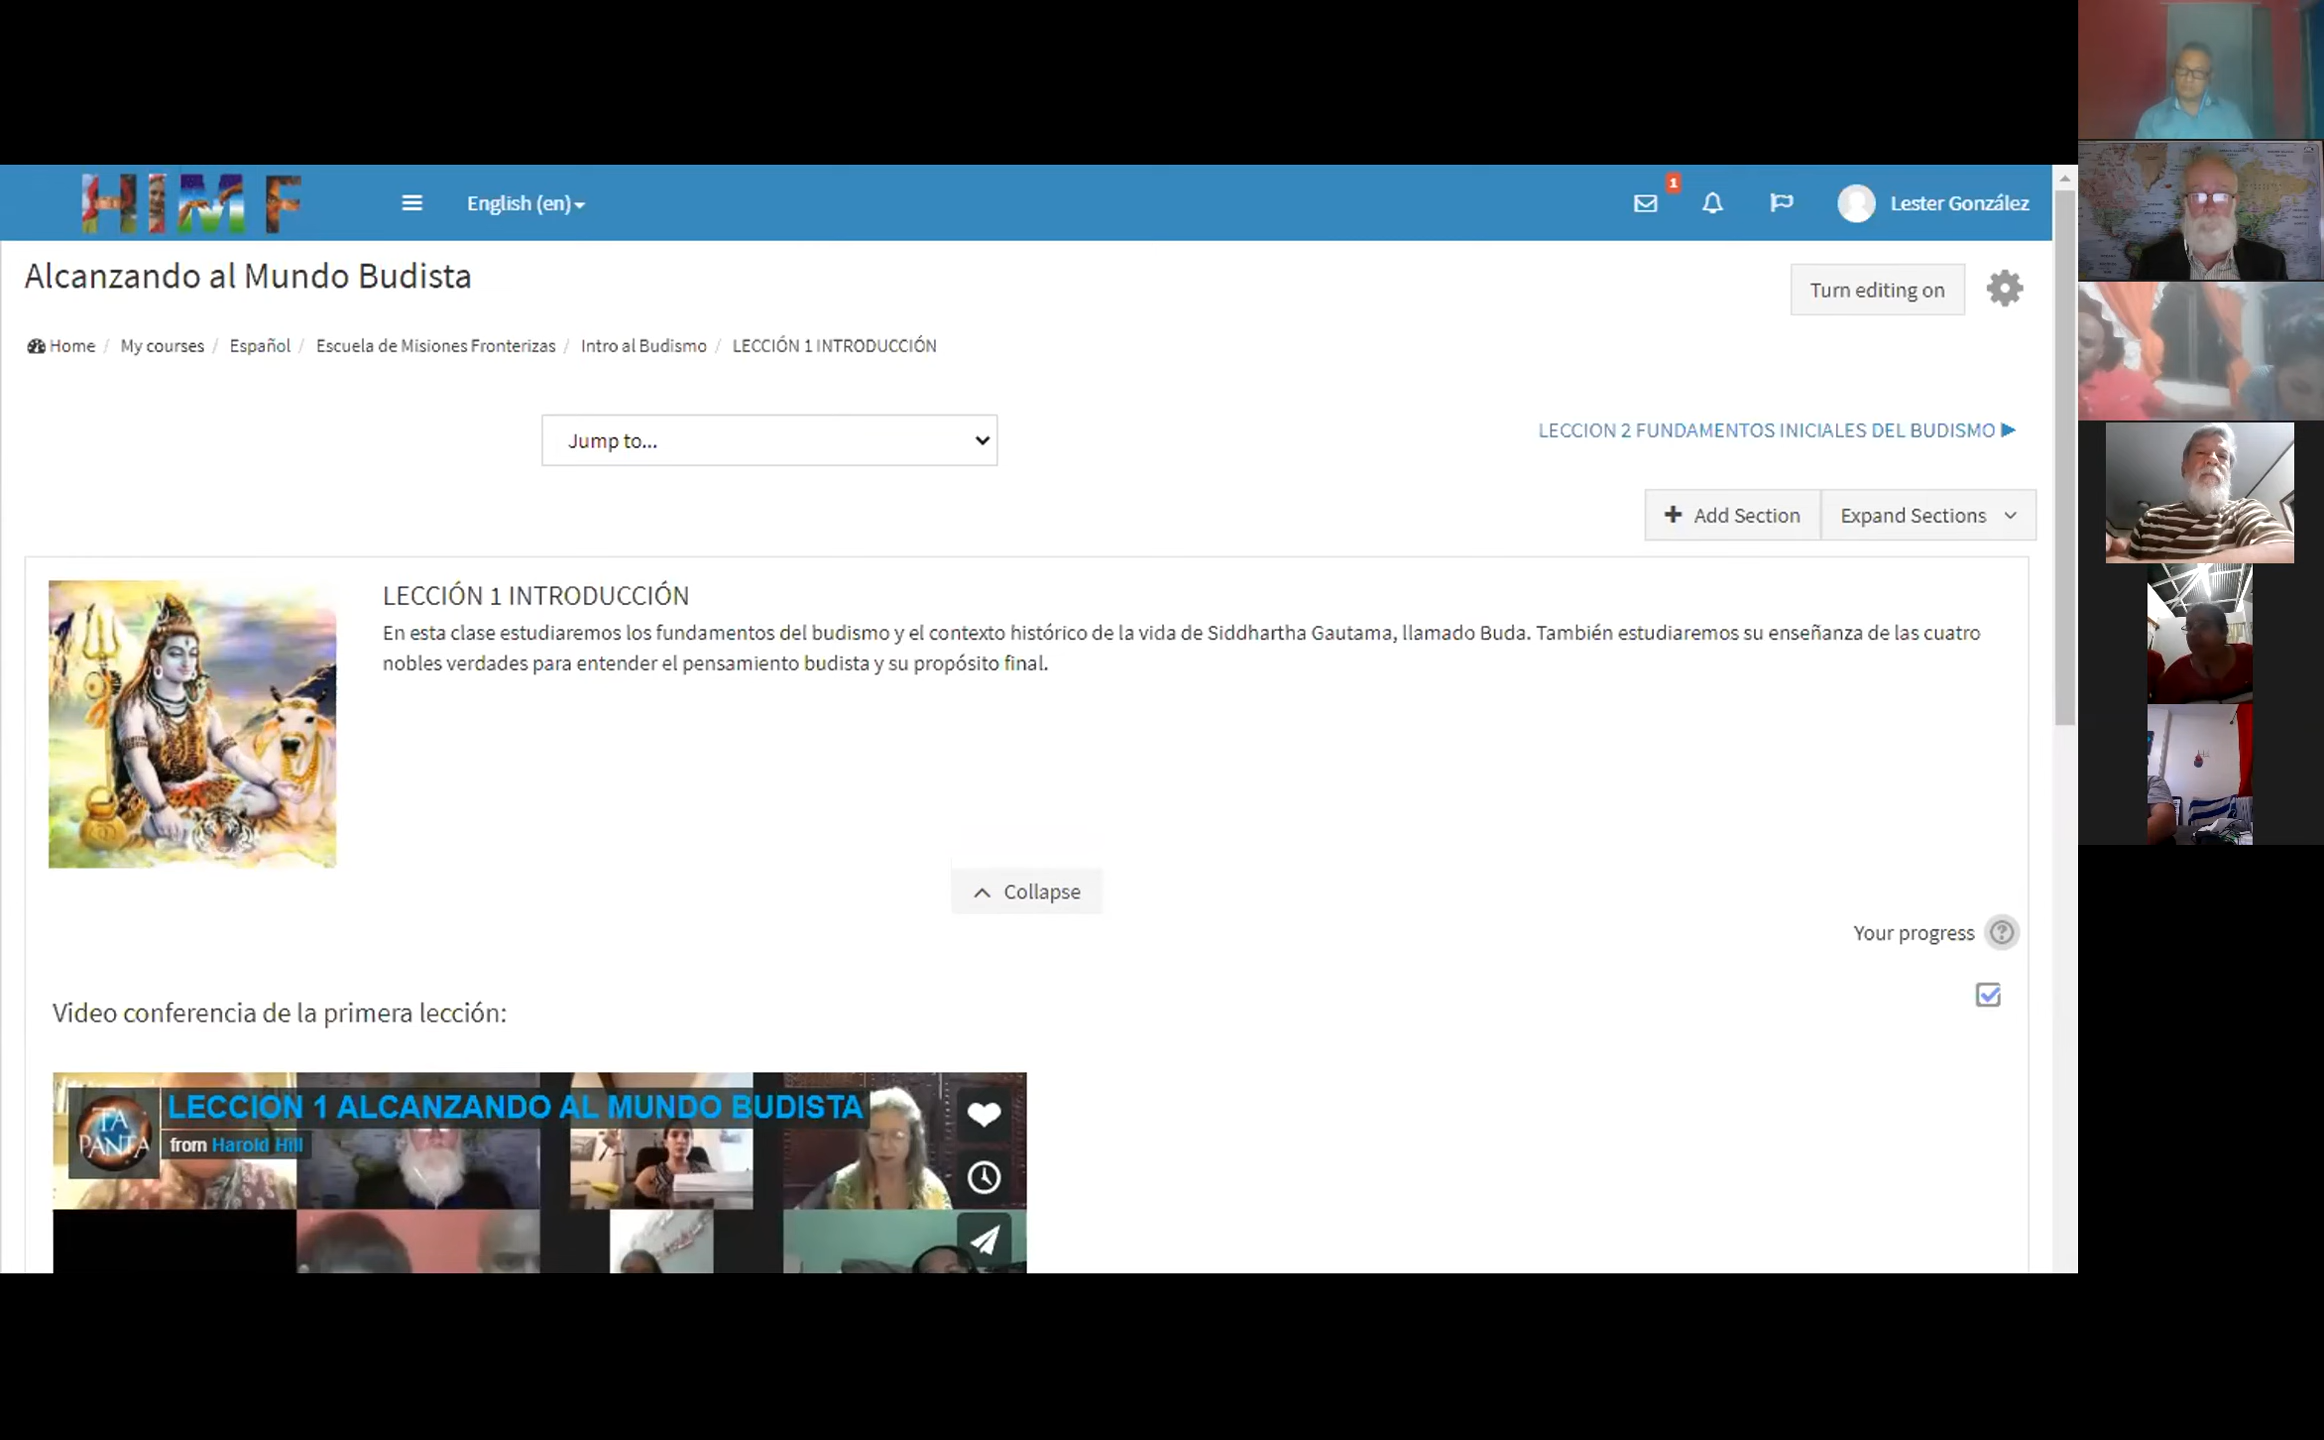 HIMF
English (en)
1
Lester González
Alcanzando al Mundo Budista
Turn editing on
Home / My courses / Español / Escuela de Misiones Fronterizas / Intro al Budismo / LECCIÓN 1 INTRODUCCIÓN
Jump to...
LECCION 2 FUNDAMENTOS INICIALES DEL BUDISMO
Add Section
Expand Sections
LECCIÓN 1 INTRODUCCIÓN
En esta clase estudiaremos los fundamentos del budismo y el contexto histórico de la vida de Siddhartha Gautama, llamado Buda. También estudiaremos su enseñanza de las cuatro
nobles verdades para entender el pensamiento budista y su propósito final.
Collapse
Your progress
Video conferencia de la primera lección:
TA
PANTA
LECCION 1 ALCANZANDO AL MUNDO BUDISTA
from Harold Hill